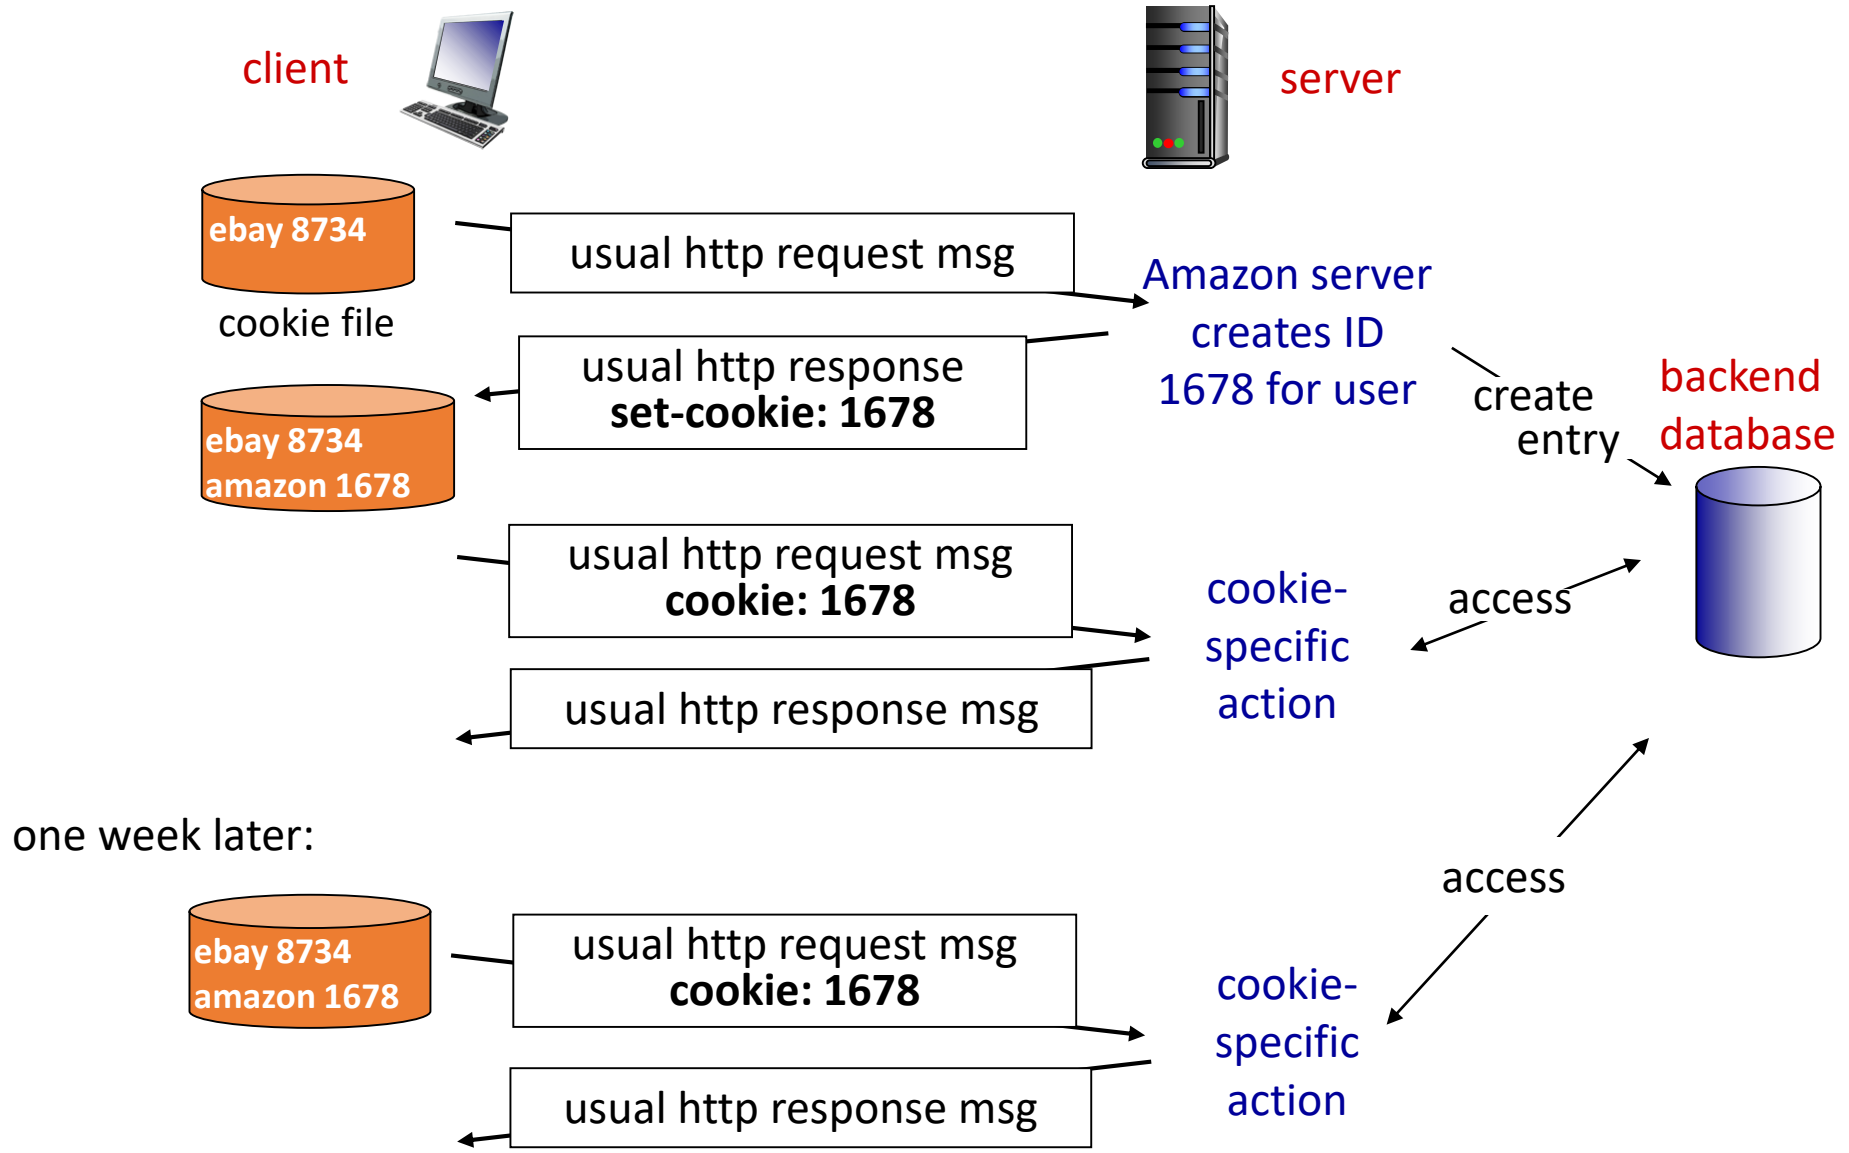 client
server
ebay 8734
cookie file
usual http request msg
Amazon server
creates ID
1678 for user
usual http response
set-cookie: 1678
create
entry
backend
database
ebay 8734
amazon 1678
usual http request msg
cookie: 1678
cookie-
specific
action
access
usual http response msg
one week later:
access
ebay 8734
amazon 1678
usual http request msg
cookie: 1678
cookie-
specific
action
usual http response msg